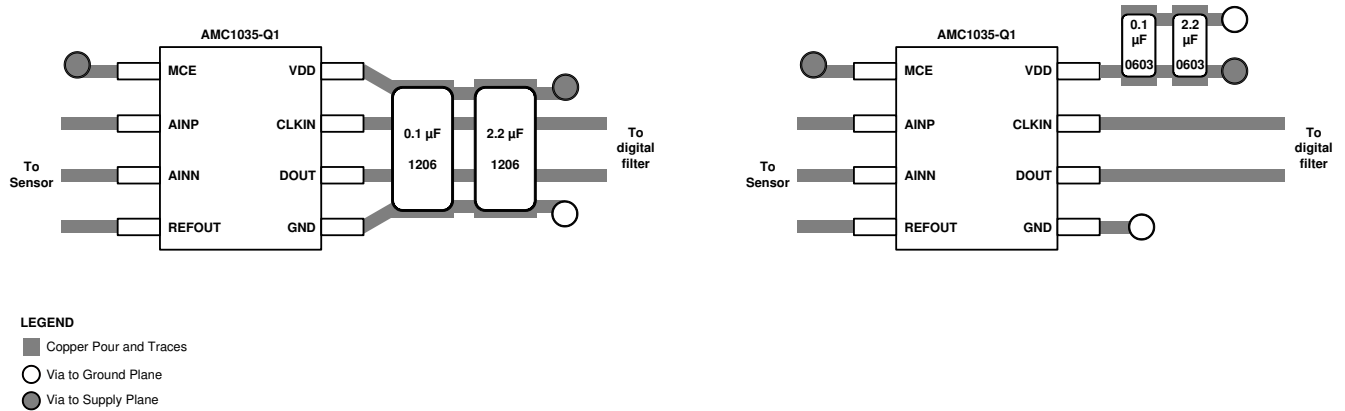 AMC1035-Q1
MCE
VDD
AINP
CLKIN
AINN
DOUT
REFOUT
GND
To
Sensor
0.1 µF
1206
2.2 µF
1206
To
digital
filter
AMC1035-Q1
MCE
VDD
AINP
CLKIN
AINN
DOUT
REFOUT
GND
To
Sensor
0.1
µF
0603
2.2
µF
0603
To
digital
filter
LEGEND
Copper Pour and Traces
Via to Ground Plane
Via to Supply Plane